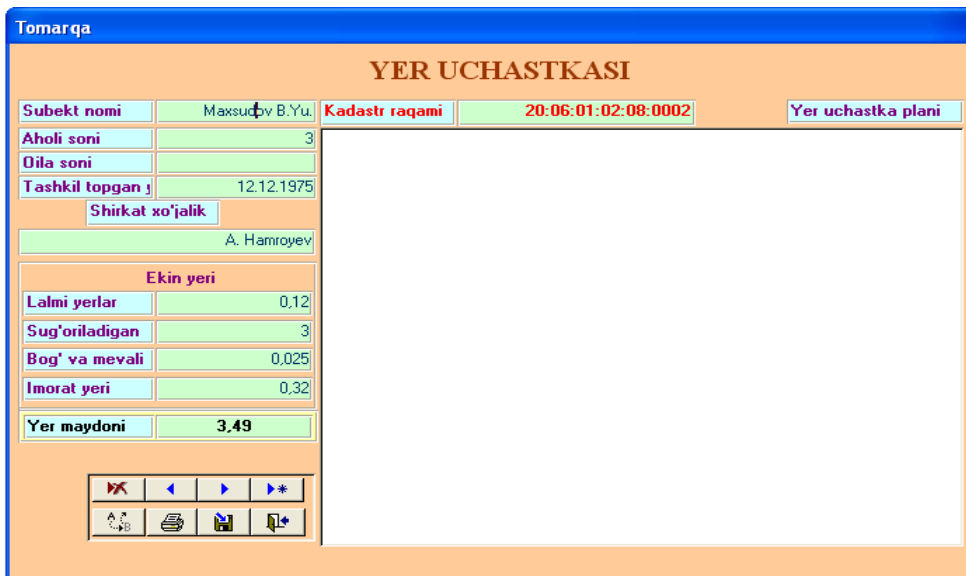 Tomarqa
YER UCHASTKASI
Subekt nomi Maxsudov B.Yu. Kadastr raqami 20:06:01:02:08:0002 Yer uchastka plani
Aholi soni 3
Oila soni
Tashkil topgan y 12.12.1975
Shirkat xo'jalik
A. Hamroyev
Ekin yeri
Lalmi yerlar 0,12
Sug'oriladigan 3
Bog' va mevali 0,025
Imorat yeri 0,32
Yer maydoni 3,49